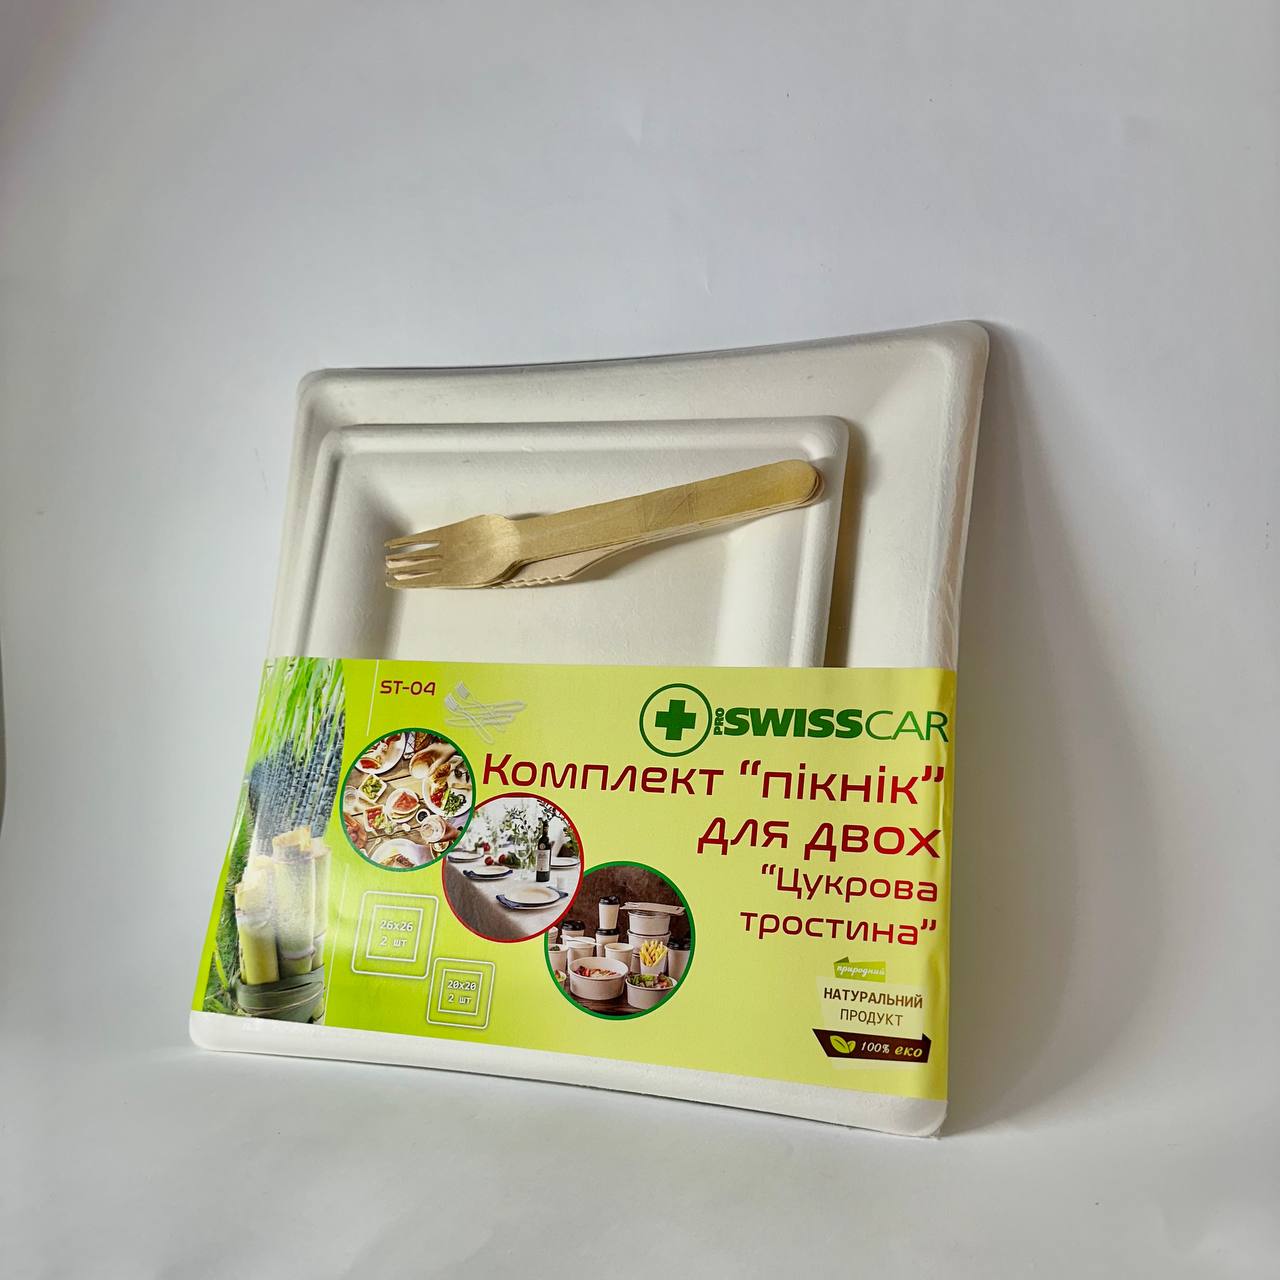 ST-04
PRO SWISSCAR
Комплект “пікнік”
для двох
“Цукрова
тростина”
26x26
2 шт
20x20
2 шт
природний
НАТУРАЛЬНИЙ
ПРОДУКТ
100% еко